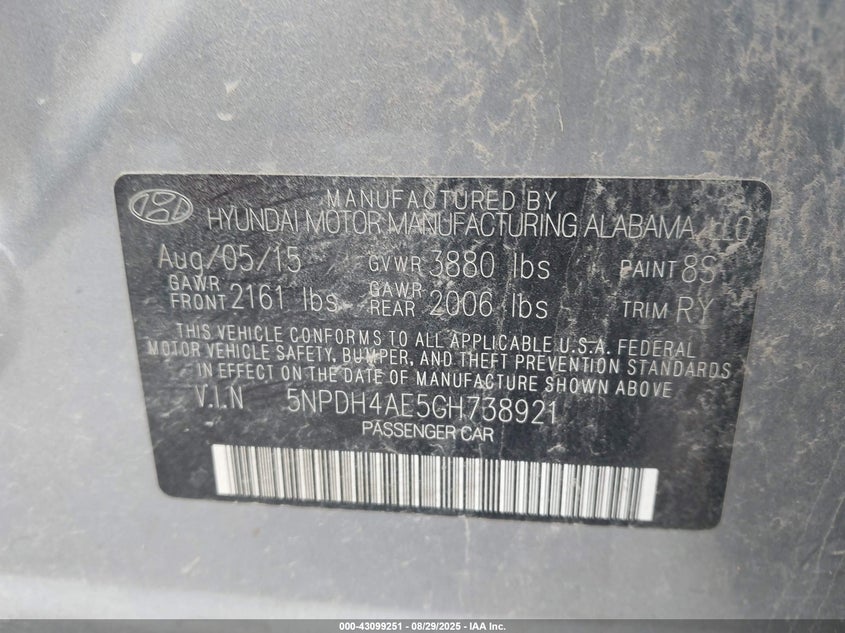 MANUFACTURED BY
HYUNDAI MOTOR MANUFACTURING ALABAMA, LLC
Aug/05/15 GVWR 3880 lbs PAINT 8S
GAWR FRONT 2161 lbs GAWR REAR 2006 lbs TRIM RY
THIS VEHICLE CONFORMS TO ALL APPLICABLE U.S.A. FEDERAL
MOTOR VEHICLE SAFETY, BUMPER, AND THEFT PREVENTION STANDARDS
IN EFFECT ON THE DATE OF MANUFACTURE SHOWN ABOVE
V.I.N 5NPDH4AE5GH738921
PASSENGER CAR
000-43099251 - 08/29/2025 - IAA Inc.